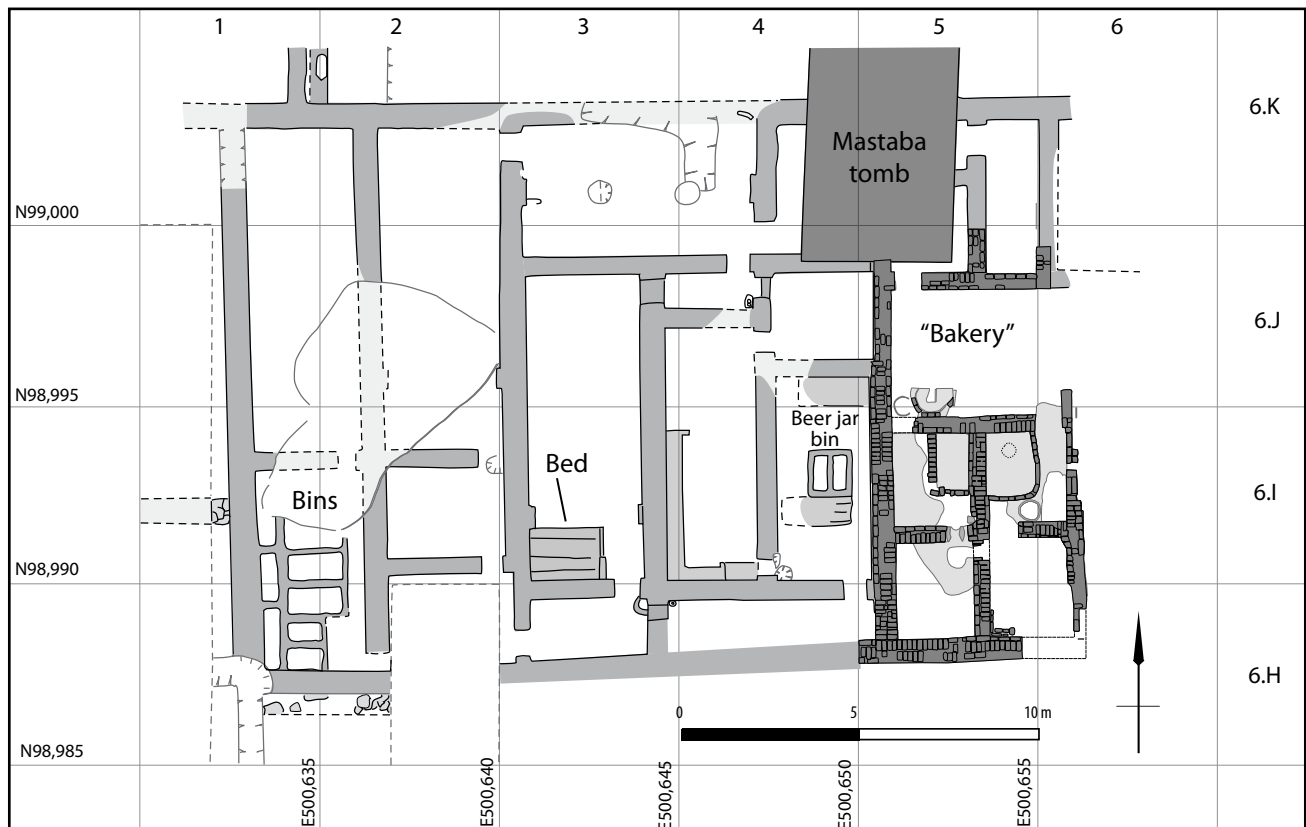 1 2 3 4 5 6
6.K
Mastaba
tomb
N99,000
"Bakery"
6.J
N98,995
Beer jar
bin
Bed
Bins
6.I
N98,990
6.H
0 5 10 m
N98,985
E500,635
E500,640
E500,645
E500,650
E500,655